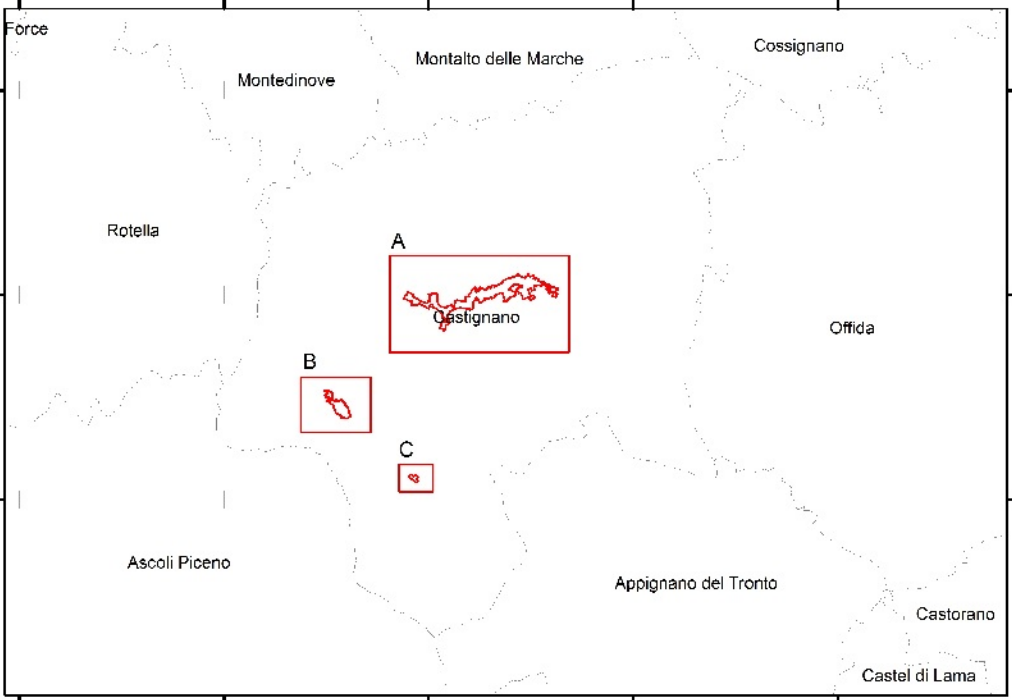 Force
Cossignano
Montalto delle Marche
Montedinove
Rotella
A
Castignano
Offida
B
C
Ascoli Piceno
Appignano del Tronto
Castorano
Castel di Lama